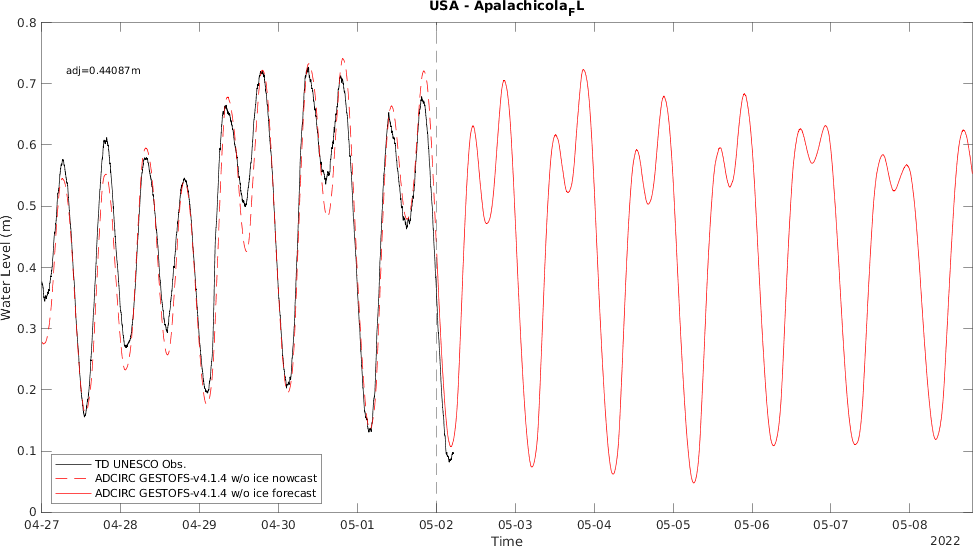 USA - Apalachicola_FL
adj=0.44087m
0.8
0.7
0.6
0.5
0.4
0.3
0.2
0.1
0
Water Level (m)
TD UNESCO Obs.
ADCIRC GESTOFS-v4.1.4 w/o ice nowcast
ADCIRC GESTOFS-v4.1.4 w/o ice forecast
04-27 04-28 04-29 04-30 05-01 05-02 05-03 05-04 05-05 05-06 05-07 05-08
Time
2022